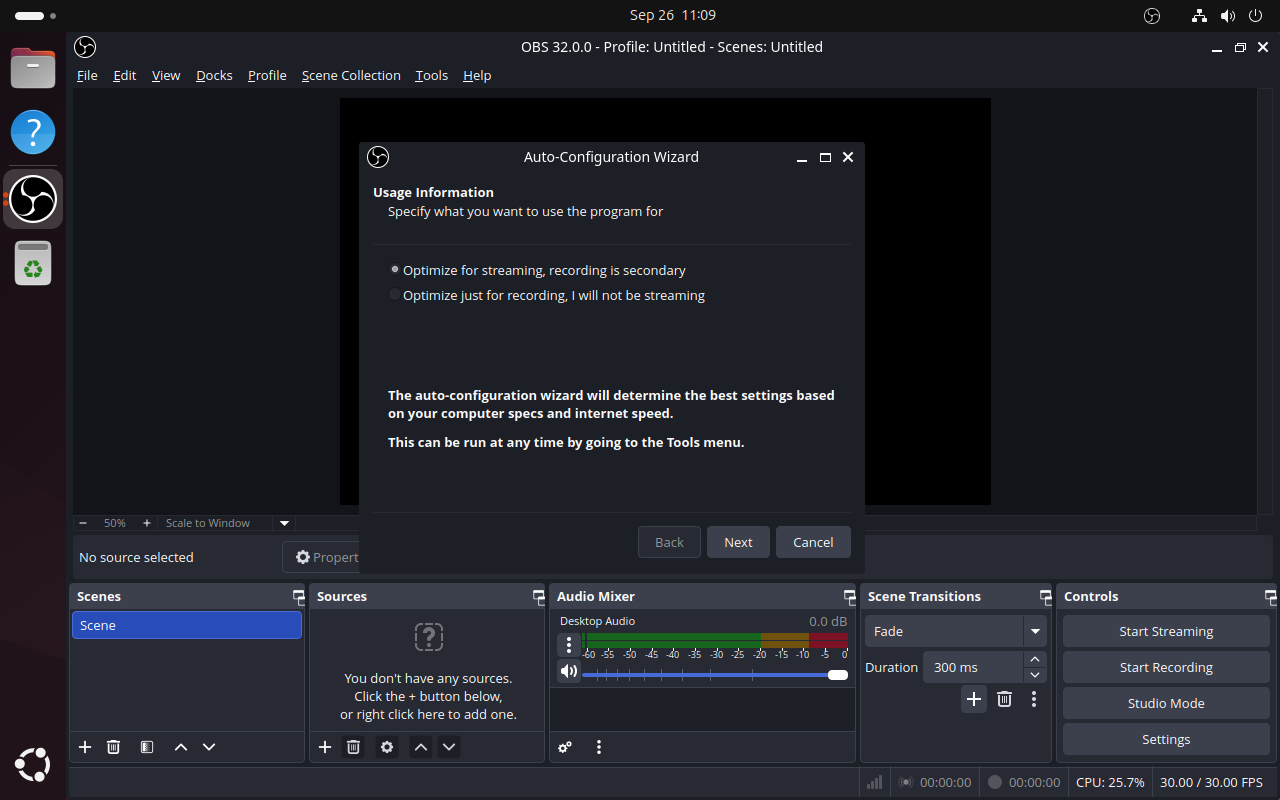 Sep 26 11:09
OBS 32.0.0 - Profile: Untitled - Scenes: Untitled
File Edit View Docks Profile Scene Collection Tools Help
Auto-Configuration Wizard
Usage Information
Specify what you want to use the program for
Optimize for streaming, recording is secondary
Optimize just for recording, I will not be streaming
The auto-configuration wizard will determine the best settings based
on your computer specs and internet speed.
This can be run at any time by going to the Tools menu.
Back Next Cancel
50% Scale to Window
No source selected
Propert
Scenes
Scene
Sources
You don't have any sources.
Click the + button below,
or right click here to add one.
Audio Mixer
Desktop Audio 0.0 dB
-60 -55 -50 -45 -40 -35 -30 -25 -20 -15 -10 -5 0
Scene Transitions
Fade
Duration 300 ms
Controls
Start Streaming
Start Recording
Studio Mode
Settings
00:00:00 00:00:00 CPU: 25.7% 30.00 / 30.00 FPS